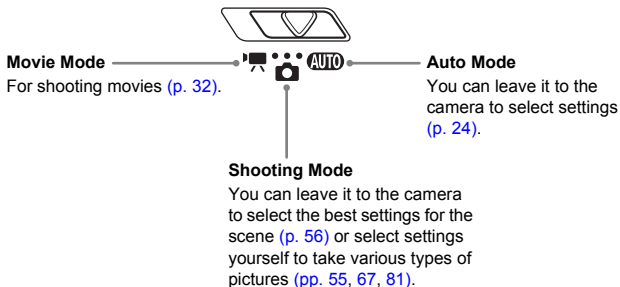 AUTO
Movie Mode
For shooting movies (p. 32).
Auto Mode
You can leave it to the
camera to select settings
(p. 24).
Shooting Mode
You can leave it to the camera
to select the best settings for the
scene (p. 56) or select settings
yourself to take various types of
pictures (pp. 55, 67, 81).